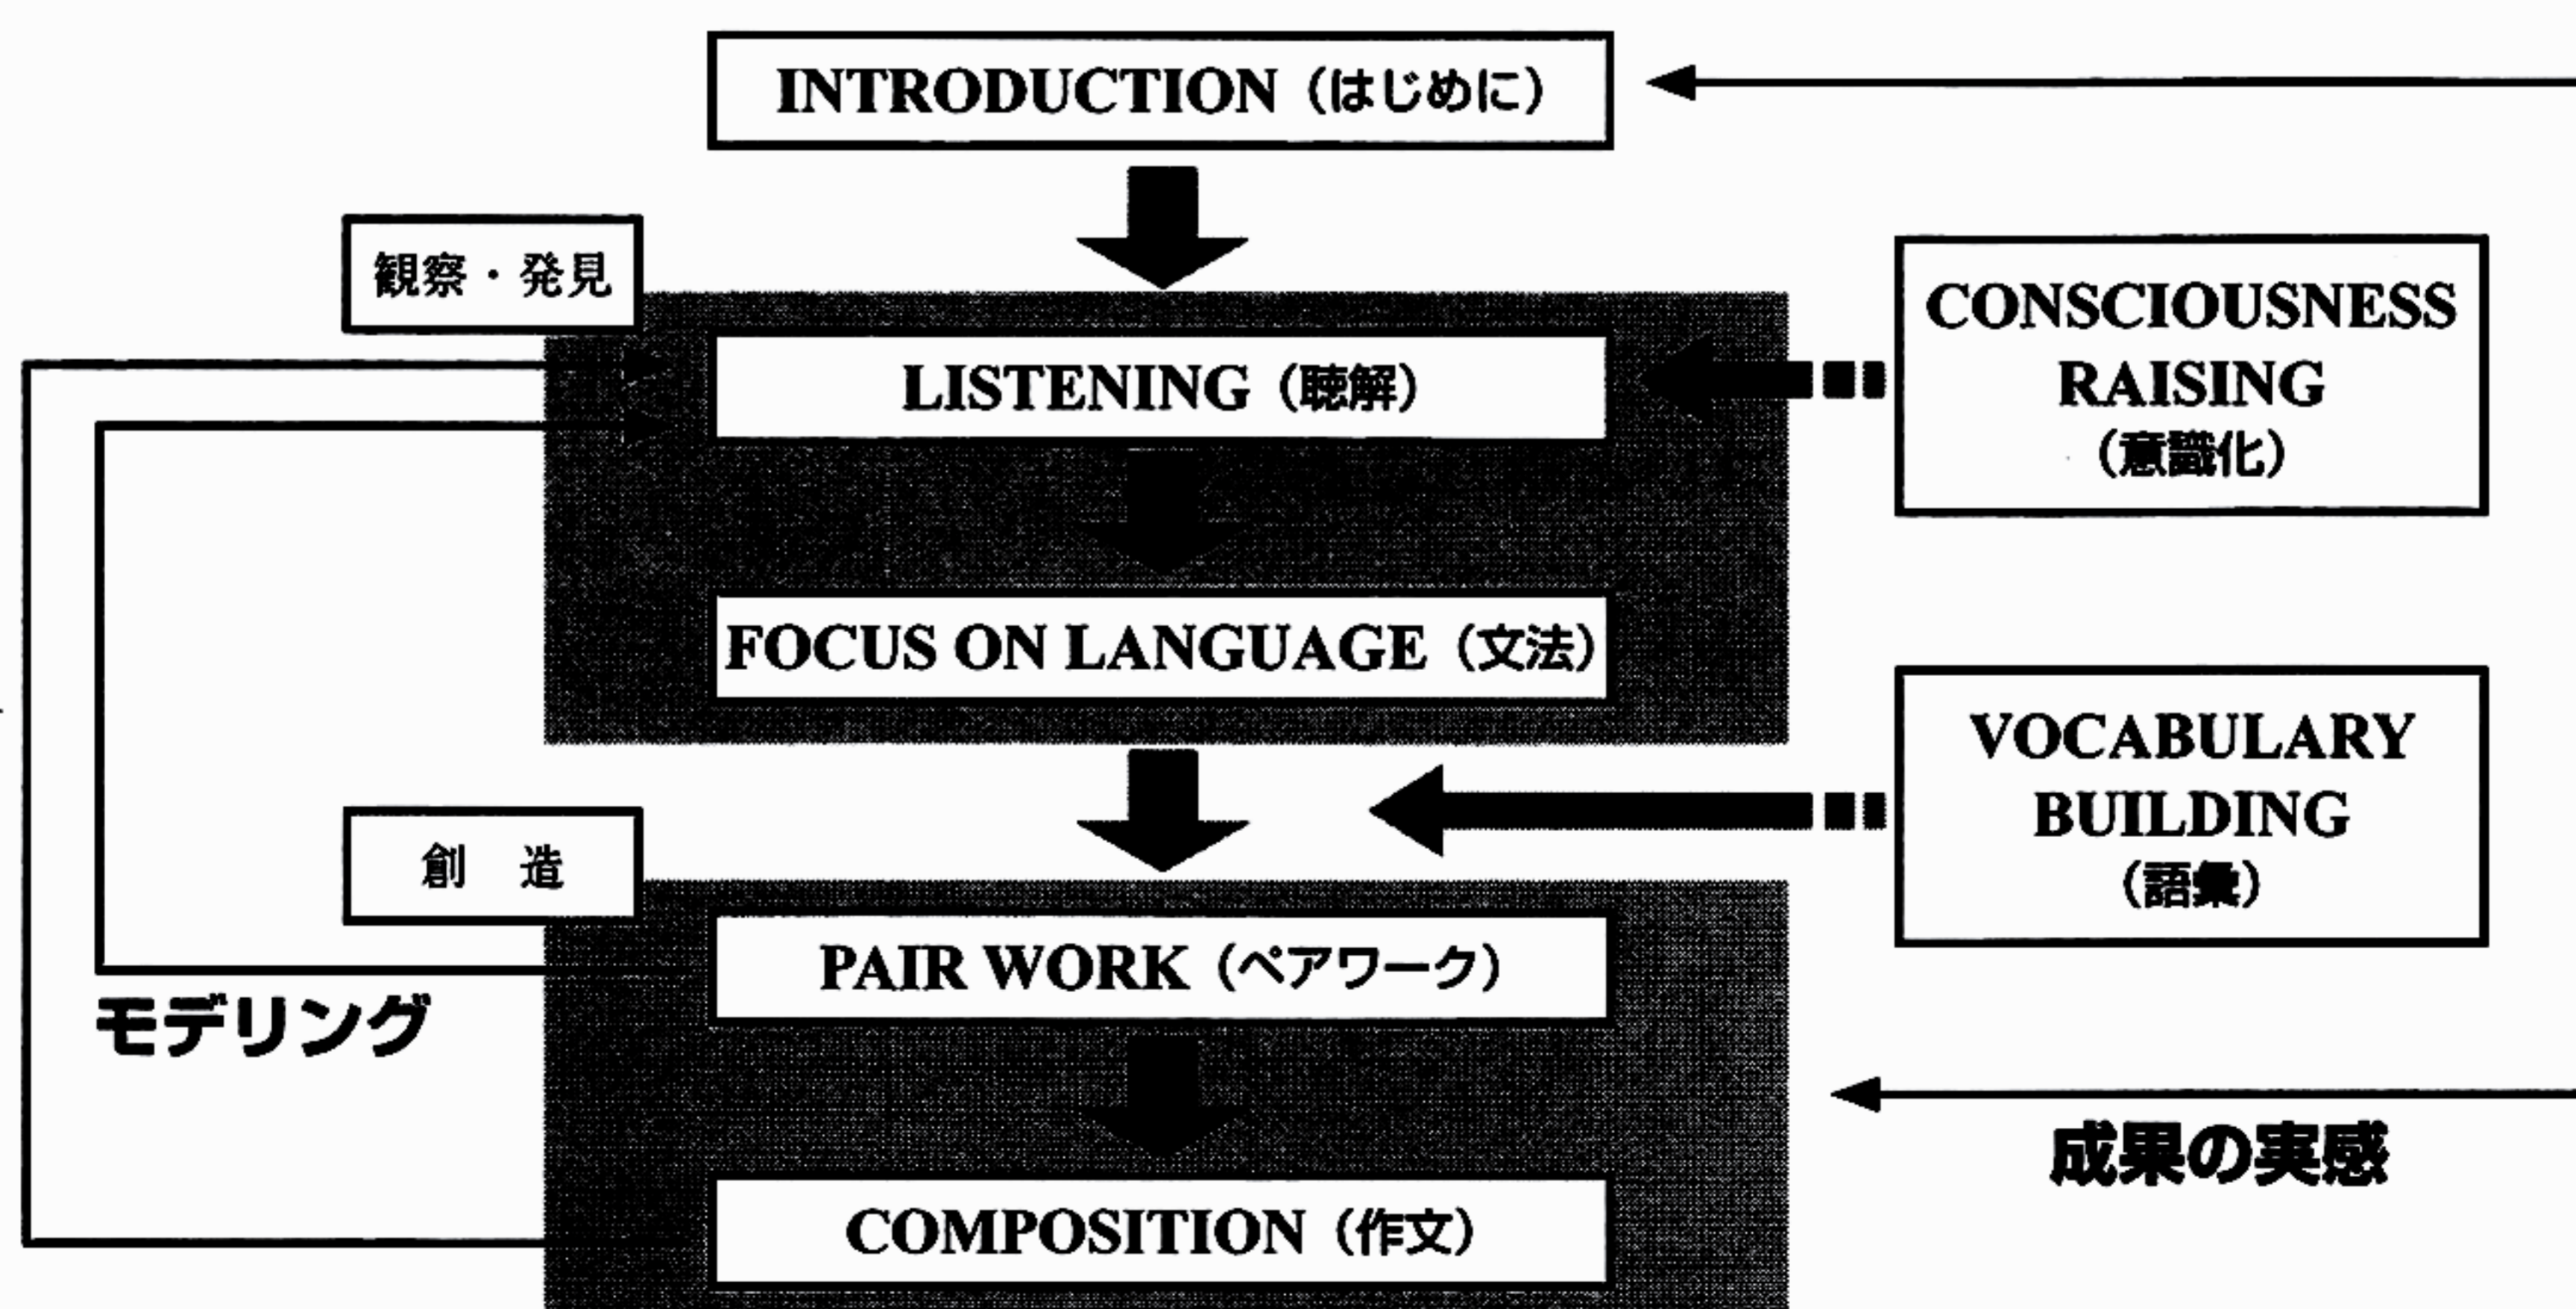 INTRODUCTION（はじめに）
観察・発見
LISTENING（聴解）
CONSCIOUSNESS
RAISING
（意識化）
FOCUS ON LANGUAGE（文法）
VOCABULARY
BUILDING
（語彙）
創　造
PAIR WORK（ペアワーク）
モデリング
成果の実感
COMPOSITION（作文）